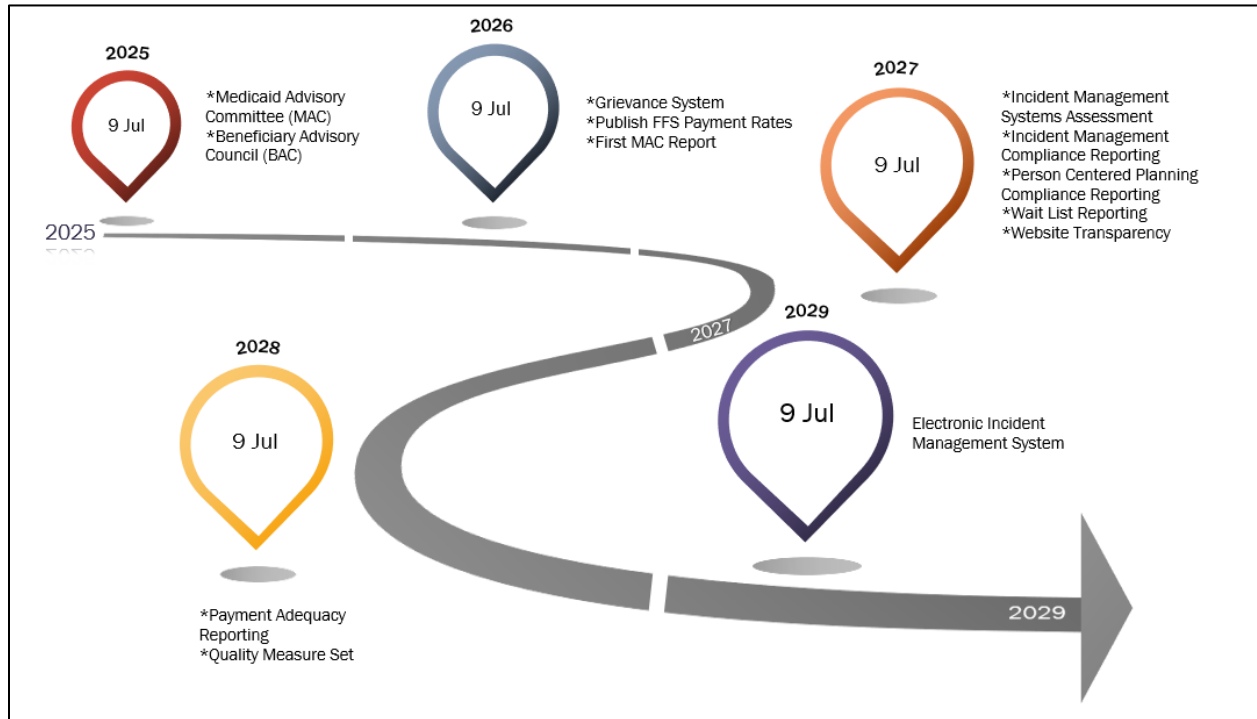 2025
9 Jul
*Medicaid Advisory
Committee (MAC)
*Beneficiary Advisory
Council (BAC)
2026
9 Jul
*Grievance System
*Publish FFS Payment Rates
*First MAC Report
2027
9 Jul
*Incident Management
Systems Assessment
*Incident Management
Compliance Reporting
*Person Centered Planning
Compliance Reporting
*Wait List Reporting
*Website Transparency
2025
2027
2028
9 Jul
*Payment Adequacy
Reporting
*Quality Measure Set
2029
9 Jul
Electronic Incident
Management System
2029